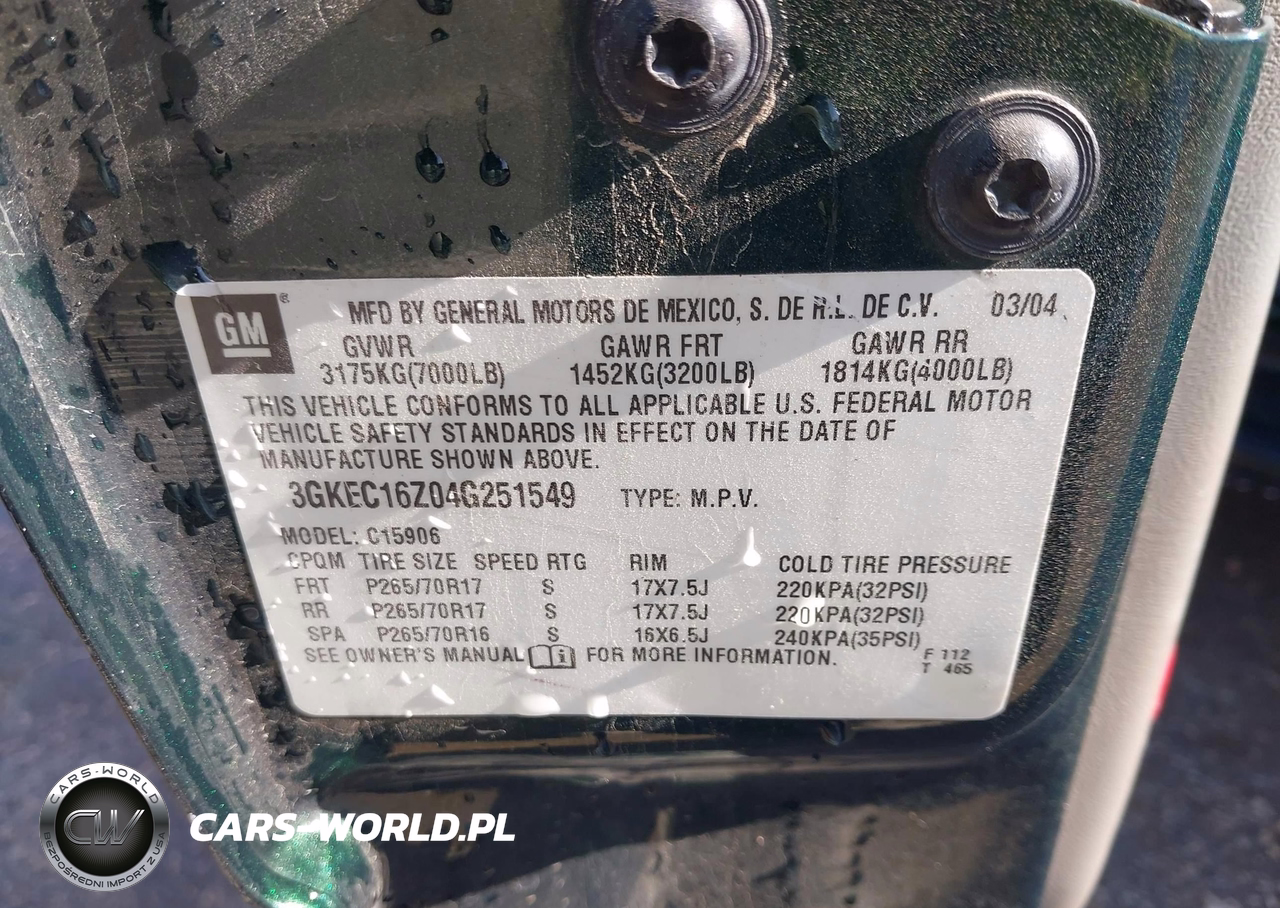 GM ®
MFD BY GENERAL MOTORS DE MEXICO, S. DE R.L. DE C.V. 03/04
GVWR GAWR FRT GAWR RR
3175KG(7000LB) 1452KG(3200LB) 1814KG(4000LB)
THIS VEHICLE CONFORMS TO ALL APPLICABLE U.S. FEDERAL MOTOR
VEHICLE SAFETY STANDARDS IN EFFECT ON THE DATE OF
MANUFACTURE SHOWN ABOVE.
3GKEC16Z04G251549 TYPE: M.P.V.
MODEL: C15906
CPQM TIRE SIZE SPEED RTG RIM COLD TIRE PRESSURE
FRT P265/70R17 S 17X7.5J 220KPA(32PSI)
RR P265/70R17 S 17X7.5J 220KPA(32PSI)
SPA P265/70R16 S 16X6.5J 240KPA(35PSI)
SEE OWNER'S MANUAL FOR MORE INFORMATION.
F 112
T 465
CARS-WORLD
CW
BEZPOŚREDNI IMPORT Z USA
CARS-WORLD.PL